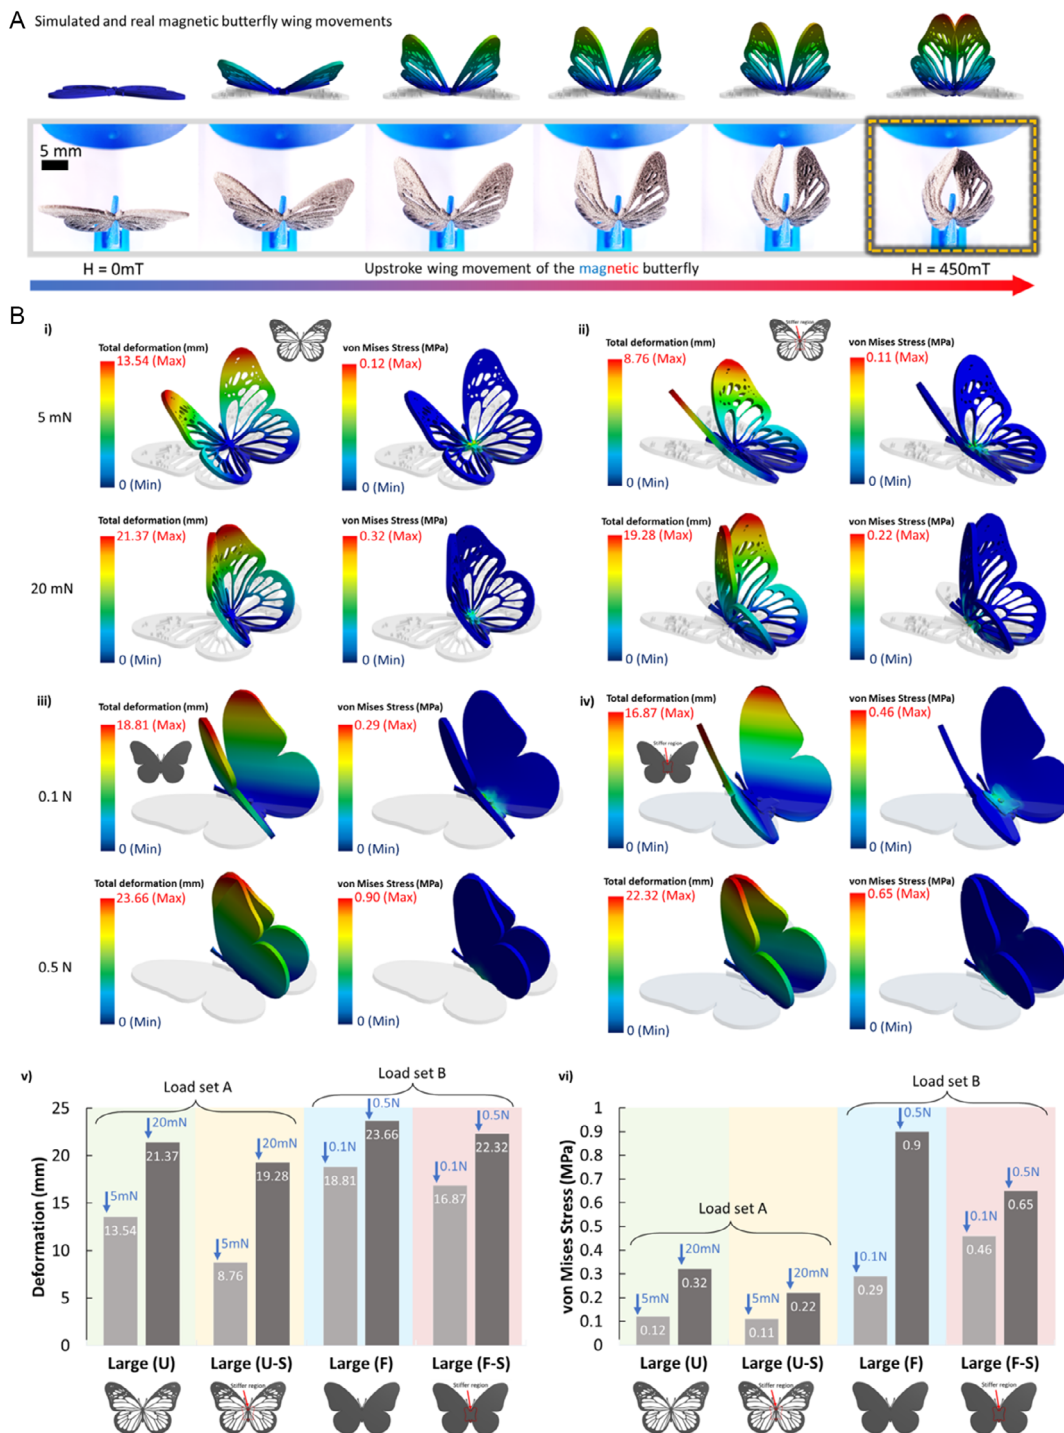 A Simulated and real magnetic butterfly wing movements
5 mm
H = 0mT Upstroke wing movement of the magnetic butterfly H = 450mT
B
i)
Total deformation (mm) von Mises Stress (MPa)
13.54 (Max) 0.12 (Max)
5 mN
0 (Min) 0 (Min)
Total deformation (mm) von Mises Stress (MPa)
21.37 (Max) 0.32 (Max)
20 mN
0 (Min) 0 (Min)
ii)
Stiffer region
Total deformation (mm) von Mises Stress (MPa)
8.76 (Max) 0.11 (Max)
0 (Min) 0 (Min)
Total deformation (mm) von Mises Stress (MPa)
19.28 (Max) 0.22 (Max)
0 (Min) 0 (Min)
iii)
Total deformation (mm) von Mises Stress (MPa)
18.81 (Max) 0.29 (Max)
0.1 N
0 (Min) 0 (Min)
Total deformation (mm) von Mises Stress (MPa)
23.66 (Max) 0.90 (Max)
0.5 N
0 (Min) 0 (Min)
iv)
Total deformation (mm) von Mises Stress (MPa)
16.87 (Max) 0.46 (Max)
Stiffer region
0 (Min) 0 (Min)
Total deformation (mm) von Mises Stress (MPa)
22.32 (Max) 0.65 (Max)
0 (Min) 0 (Min)
v)
Load set A Load set B
Deformation (mm)
25
20
15
10
5
0
5mN 20mN 5mN 20mN 0.1N 0.5N 0.1N 0.5N
13.54 21.37 8.76 19.28 18.81 23.66 16.87 22.32
Large (U) Large (U-S) Large (F) Large (F-S)
Stiffer region Stiffer region
vi)
Load set A Load set B
von Mises Stress (MPa)
1
0.9
0.8
0.7
0.6
0.5
0.4
0.3
0.2
0.1
0
5mN 20mN 5mN 20mN 0.1N 0.5N 0.1N 0.5N
0.12 0.32 0.11 0.22 0.29 0.9 0.46 0.65
Large (U) Large (U-S) Large (F) Large (F-S)
Stiffer region Stiffer region